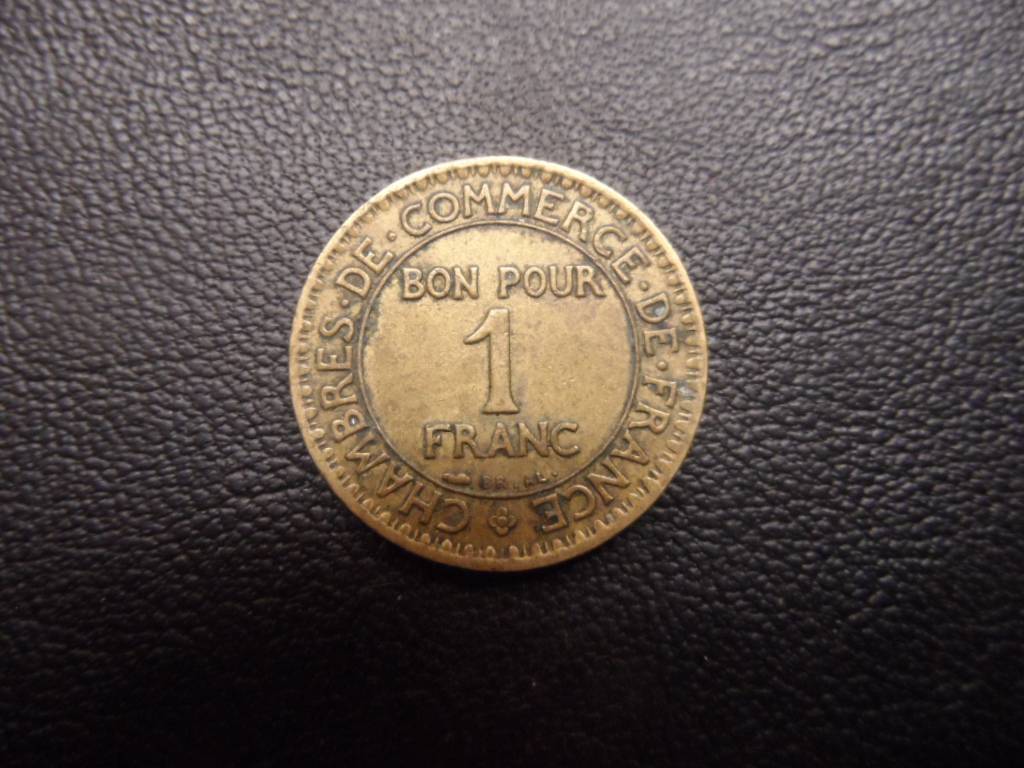 CHAMBRES · DE · COMMERCE · DE · FRANCE
BON POUR
1
FRANC